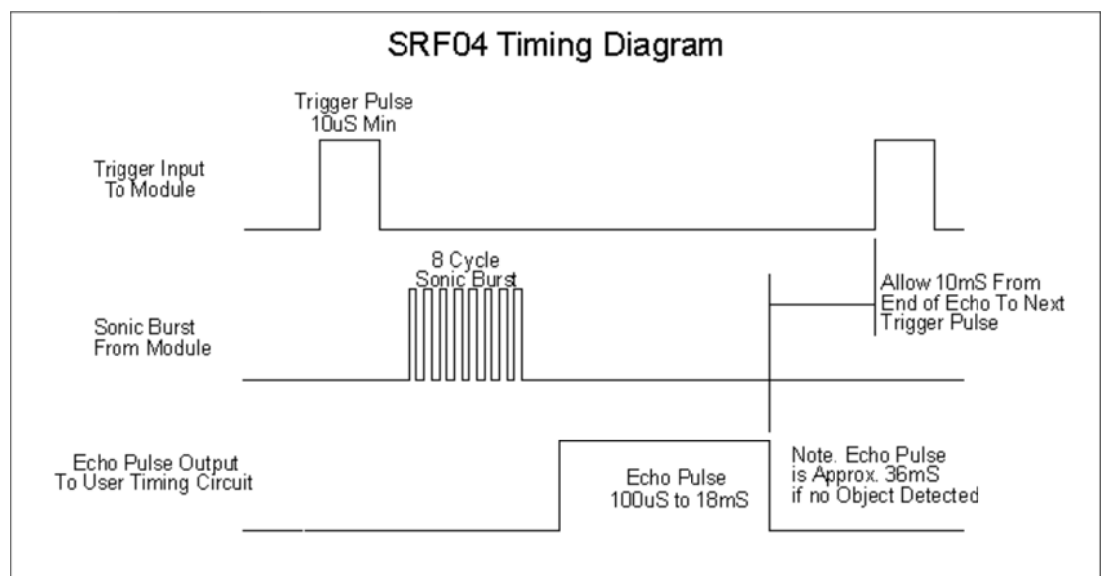 SRF04 Timing Diagram
Trigger Pulse
10uS Min
Trigger Input
To Module
8 Cycle
Sonic Burst
Allow 10mS From
End of Echo To Next
Trigger Pulse
Sonic Burst
From Module
Echo Pulse Output
To User Timing Circuit
Echo Pulse
100uS to 18mS
Note. Echo Pulse
is Approx. 36mS
if no Object Detected